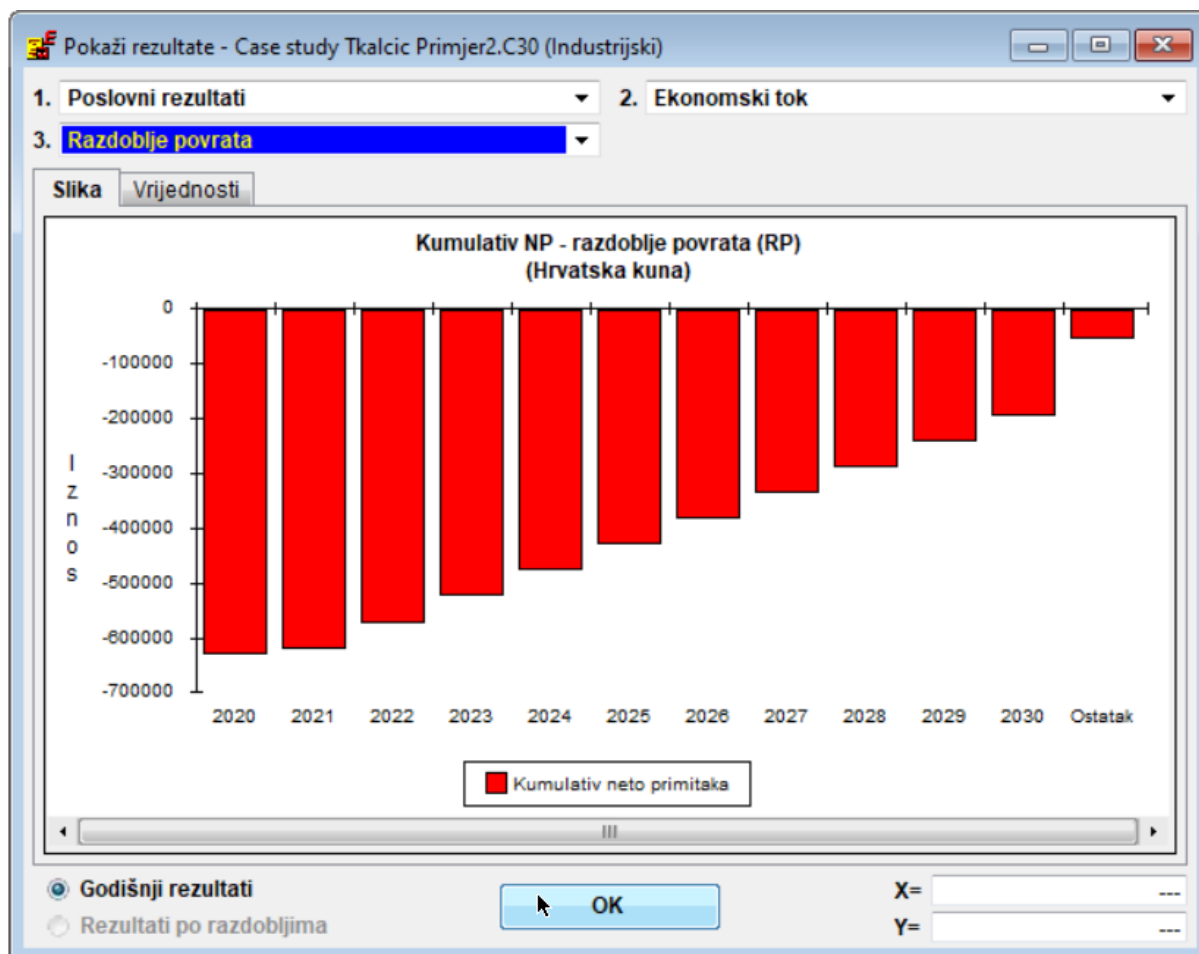 Pokaži rezultate - Case study Tkalcic Primjer2.C30 (Industrijski)
1. Poslovni rezultati
2. Ekonomski tok
3. Razdoblje povrata
Slika Vrijednosti
Kumulativ NP - razdoblje povrata (RP)
(Hrvatska kuna)
0
-100000
-200000
-300000
-400000
-500000
-600000
-700000
Iznos
2020 2021 2022 2023 2024 2025 2026 2027 2028 2029 2030 Ostatak
Kumulativ neto primitaka
Godišnji rezultati
Rezultati po razdobljima
OK
X= ---
Y= ---